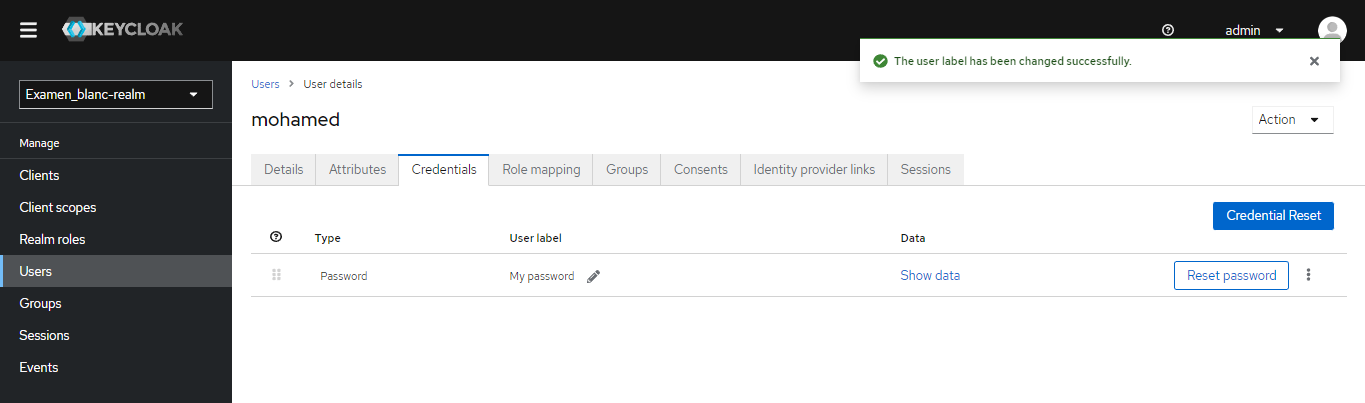 KEYCLOAK
admin
The user label has been changed successfully.
Examen_blanc-realm
Manage
Clients
Client scopes
Realm roles
Users
Groups
Sessions
Events
Users > User details
mohamed
Action
Details Attributes Credentials Role mapping Groups Consents Identity provider links Sessions
Credential Reset
Type User label Data
Password My password Show data Reset password